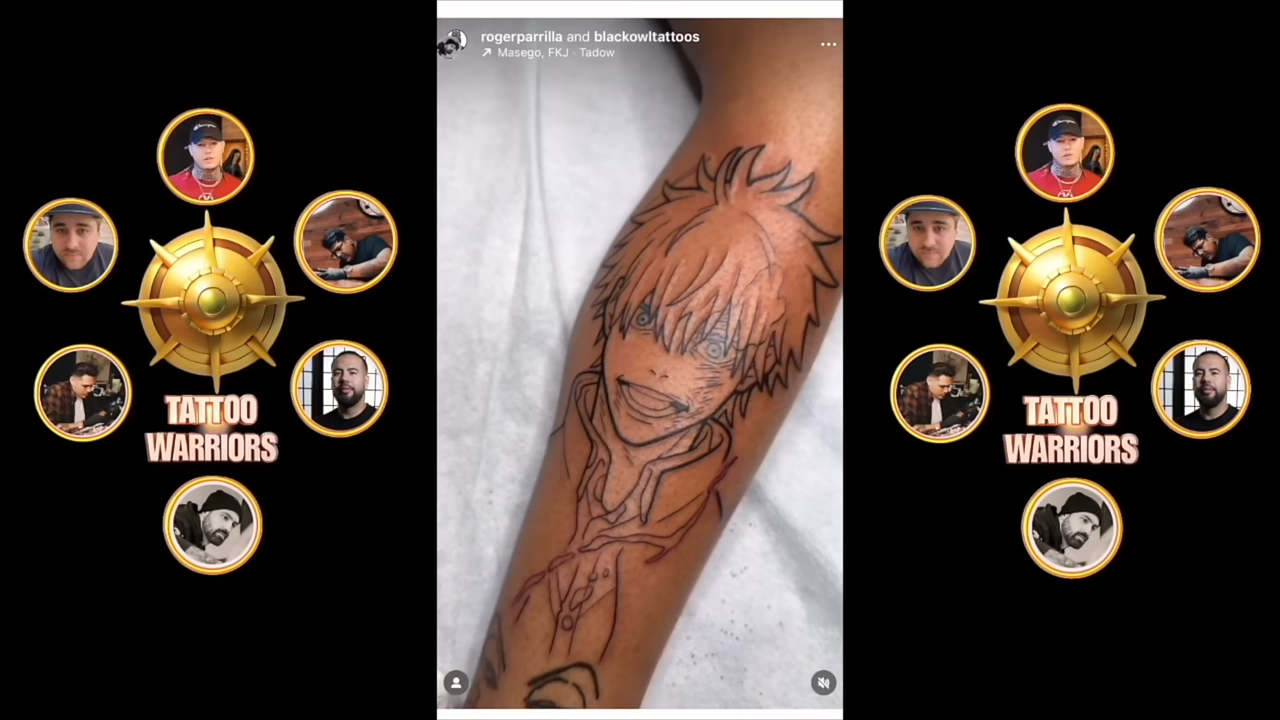 rogerparrilla and blackowltattoos
Masego, FKJ · Tadow
TATTOO
WARRIORS
TATTOO
WARRIORS